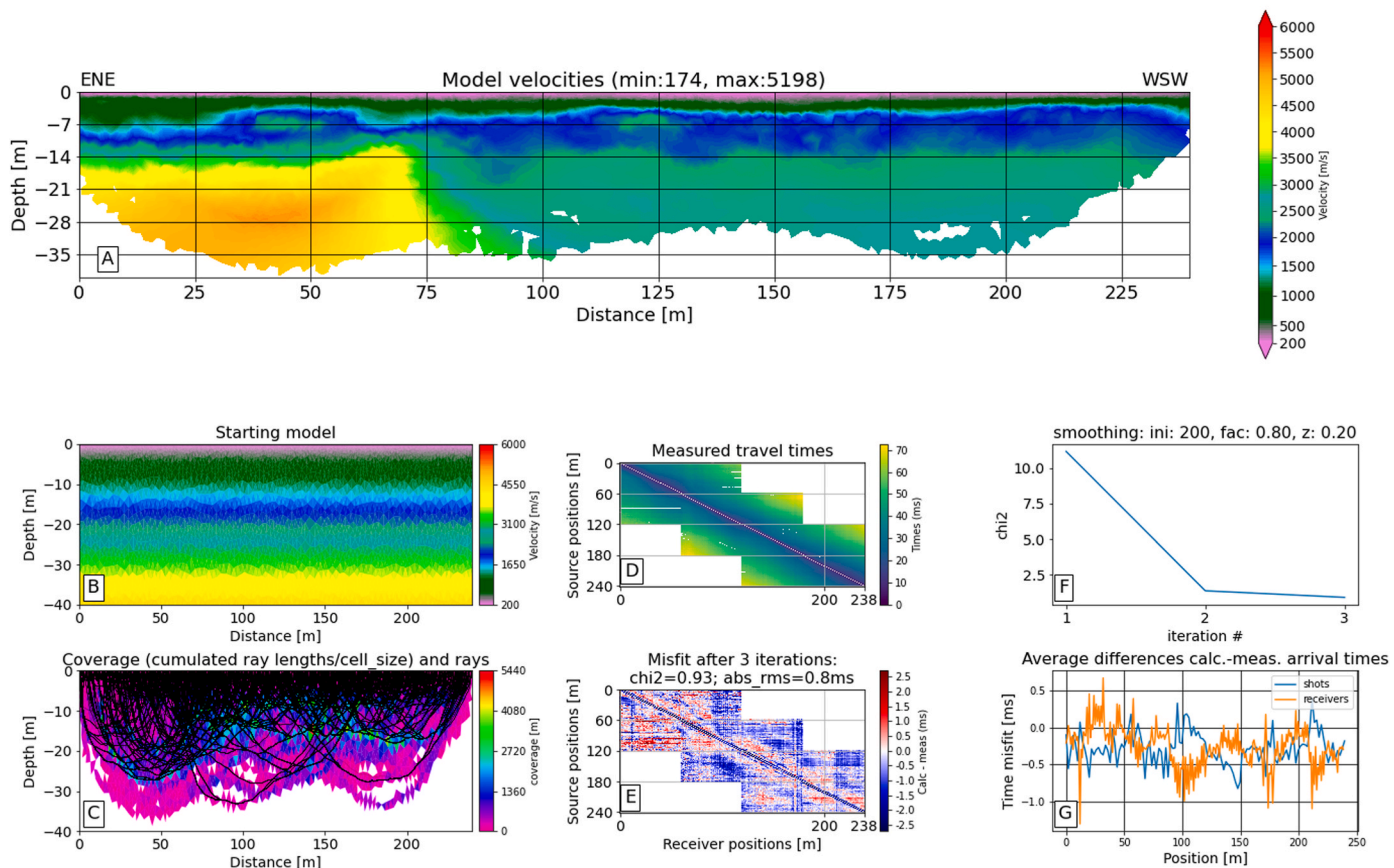 ENE
Model velocities (min:174, max:5198)
WSW
Depth [m]
0
−7
−14
−21
−28
−35
A
0 25 50 75 100 125 150 175 200 225
Distance [m]
6000
5500
5000
4500
4000
3500
3000
2500
2000
1500
1000
500
200
Velocity [m/s]
Starting model
Depth [m]
0
−10
−20
−30
−40
B
0 50 100 150 200
Distance [m]
6000
4550
3100
1650
200
Velocity [m/s]
Measured travel times
Source positions [m]
0
60
120
180
240
D
0 200 238
70
60
50
40
30
20
10
0
Times (ms)
smoothing: ini: 200, fac: 0.80, z: 0.20
chi2
10.0
7.5
5.0
2.5
F
1 2 3
iteration #
Coverage (cumulated ray lengths/cell_size) and rays
Depth [m]
0
−10
−20
−30
−40
C
0 50 100 150 200
Distance [m]
5440
4080
2720
1360
0
coverage [m]
Misfit after 3 iterations:
chi2=0.93; abs_rms=0.8ms
Source positions [m]
0
60
120
180
240
E
0 200 238
Receiver positions [m]
2.5
2.0
1.5
1.0
0.5
0.0
-0.5
-1.0
-1.5
-2.0
-2.5
Calc - meas (ms)
Average differences calc.-meas. arrival times
shots
receivers
Time misfit [ms]
0.5
0.0
−0.5
−1.0
G
0 50 100 150 200 250
Position [m]